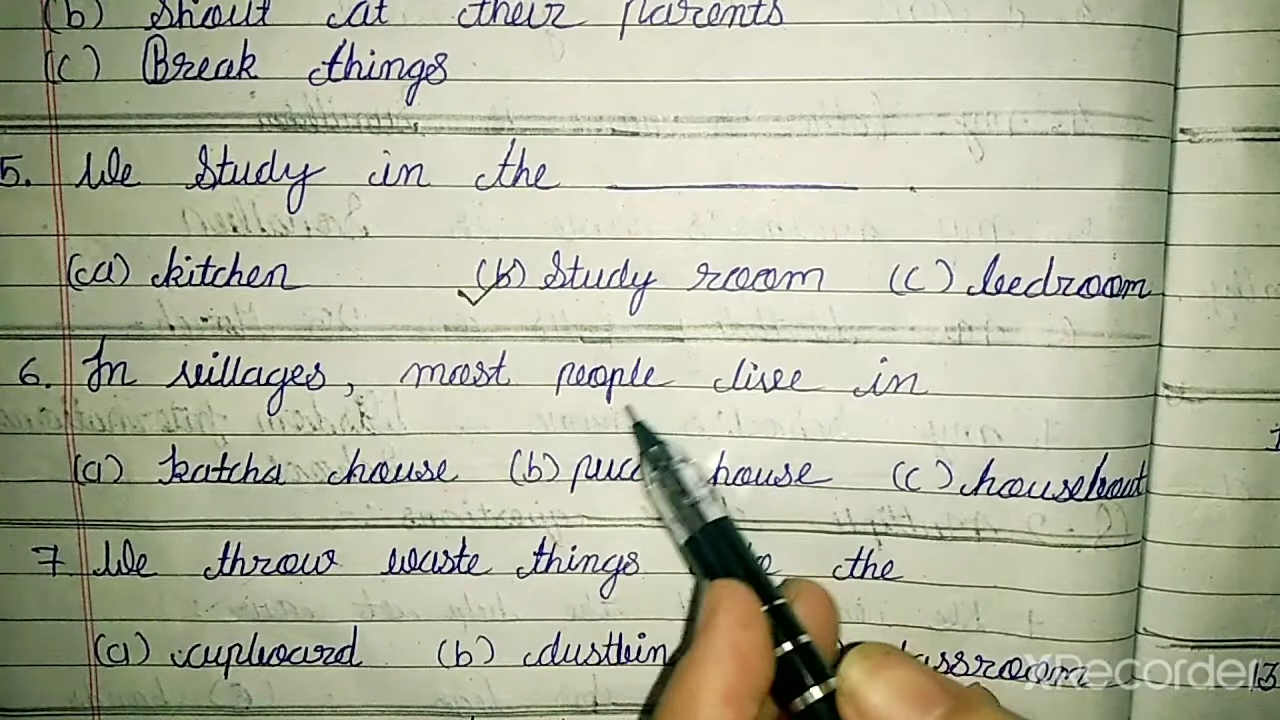 (b) Shout at their parents
(c) Break things
5. We study in the ________.
(a) kitchen (b) Study room (c) bedroom
6. In villages, most people live in
(a) katcha house (b) house (c) houseboat
7 We throw waste things the
(a) cupboard (b) dustbin
XRecorder
13